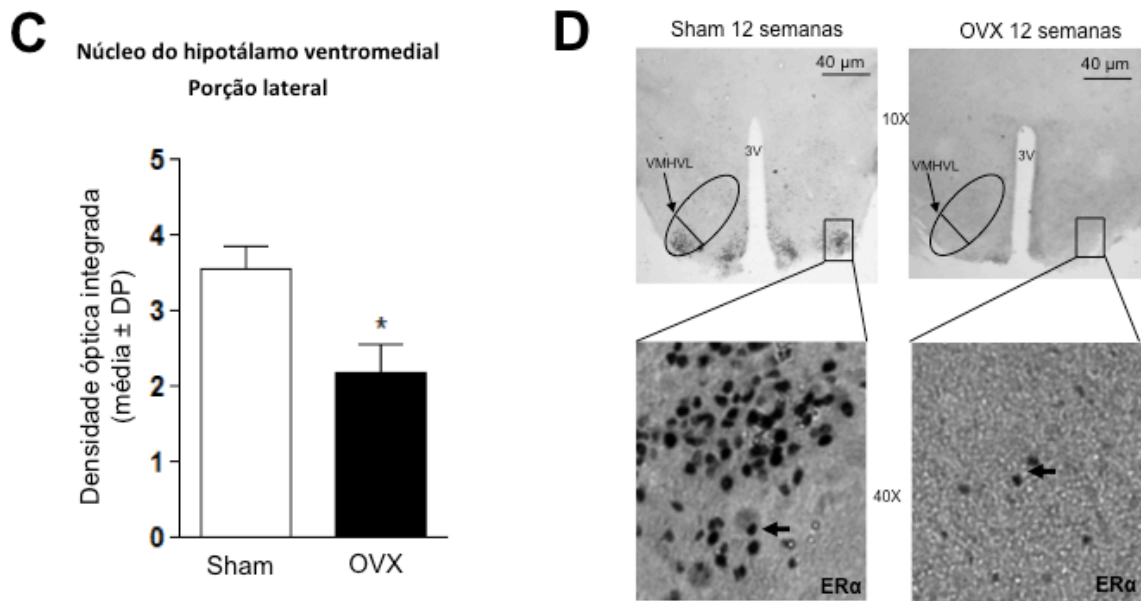 C
Núcleo do hipotálamo ventromedial
Porção lateral
Densidade óptica integrada
(média ± DP)
5
4
3
2
1
0
*
Sham
OVX
D
Sham 12 semanas
OVX 12 semanas
40 µm
40 µm
10X
3V
3V
VMHVL
VMHVL
40X
ERα
ERα